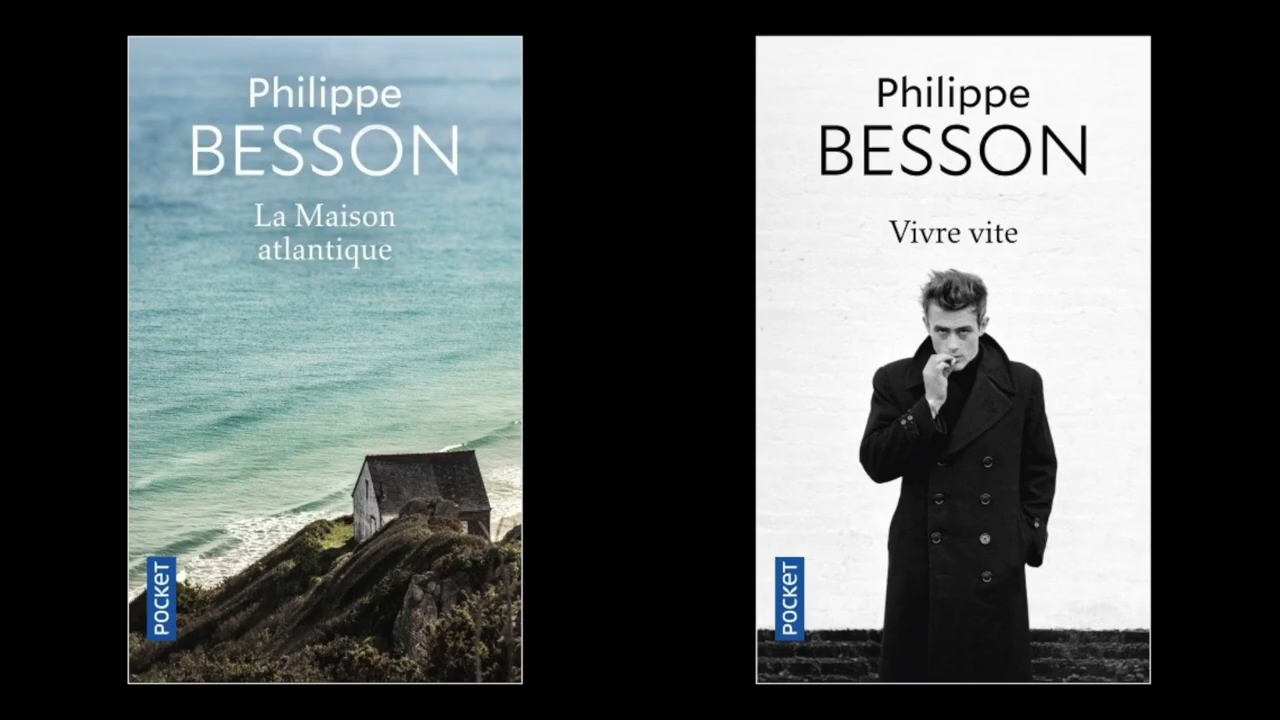 Philippe
BESSON
La Maison
atlantique
POCKET
Philippe
BESSON
Vivre vite
POCKET